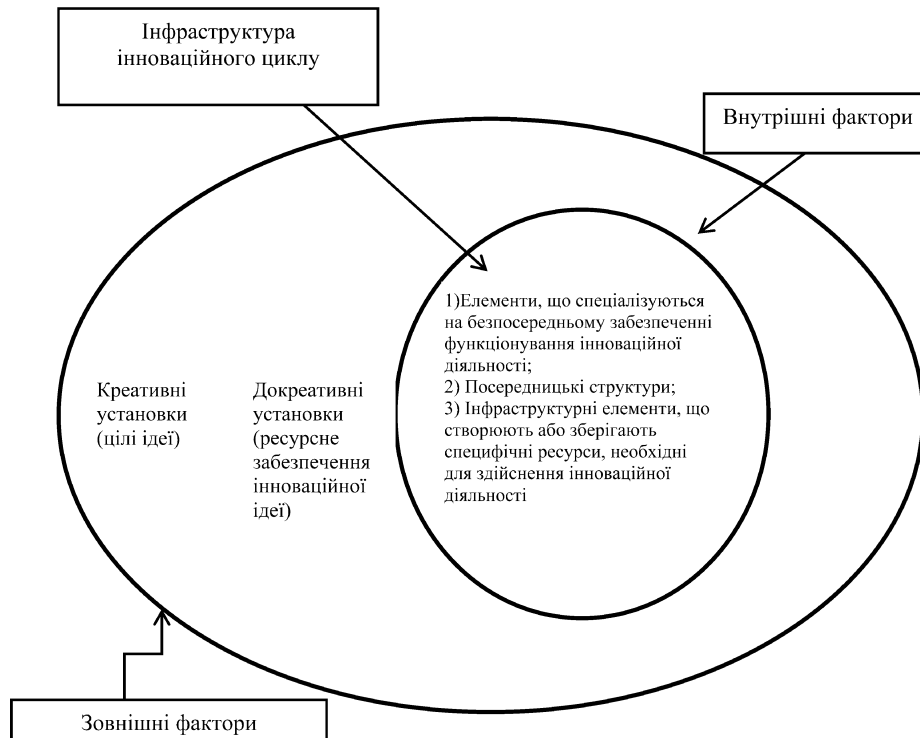 Інфраструктура
інноваційного циклу
Внутрішні фактори
1)Елементи, що спеціалізуються
на безпосередньому забезпеченні
функціонування інноваційної
діяльності;
2) Посередницькі структури;
3) Інфраструктурні елементи, що
створюють або зберігають
специфічні ресурси, необхідні
для здійснення інноваційної
діяльності
Креативні
установки
(цілі ідеї)
Докреативні
установки
(ресурсне
забезпечення
інноваційної
ідеї)
Зовнішні фактори